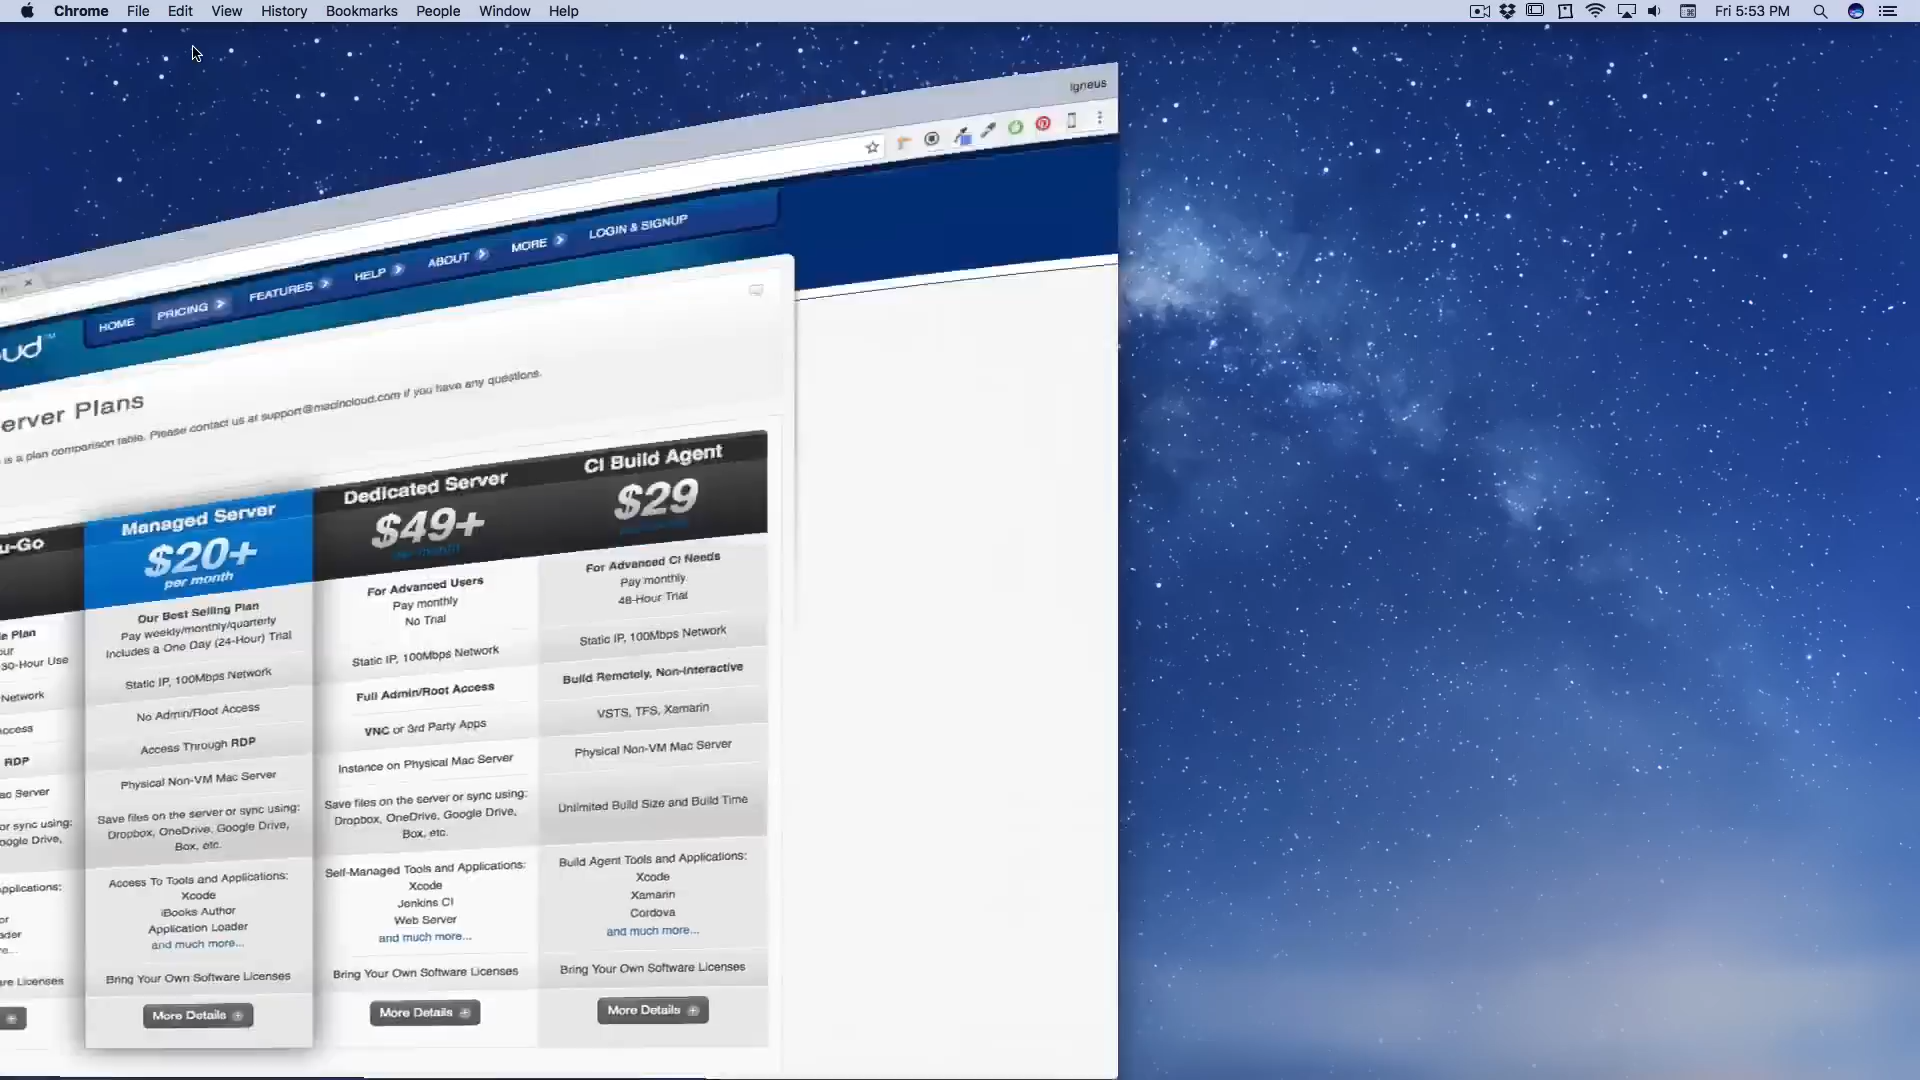 Chrome File Edit View History Bookmarks People Window Help
Fri 5:53 PM
Igneus
HOME PRICING FEATURES HELP ABOUT MORE LOGIN & SIGNUP
oud™
erver Plans
is a plan comparison table. Please contact us at support@macincloud.com if you have any questions.
u-Go
le Plan
our
30-Hour Use
Network
ccess
RDP
ac Server
or sync using:
oogle Drive,
pplications:
or
ader
re...
are Licenses
Managed Server
$20+
per month
Our Best Selling Plan
Pay weekly/monthly/quarterly
Includes a One Day (24-Hour) Trial
Static IP, 100Mbps Network
No Admin/Root Access
Access Through RDP
Physical Non-VM Mac Server
Save files on the server or sync using:
Dropbox, OneDrive, Google Drive,
Box, etc.
Access To Tools and Applications:
Xcode
iBooks Author
Application Loader
and much more...
Bring Your Own Software Licenses
More Details
Dedicated Server
$49+
per month
For Advanced Users
Pay monthly
No Trial
Static IP, 100Mbps Network
Full Admin/Root Access
VNC or 3rd Party Apps
Instance on Physical Mac Server
Save files on the server or sync using:
Dropbox, OneDrive, Google Drive,
Box, etc.
Self-Managed Tools and Applications:
Xcode
Jenkins CI
Web Server
and much more...
Bring Your Own Software Licenses
More Details
CI Build Agent
$29
For Advanced CI Needs
Pay monthly
48-Hour Trial
Static IP, 100Mbps Network
Build Remotely, Non-Interactive
VSTS, TFS, Xamarin
Physical Non-VM Mac Server
Unlimited Build Size and Build Time
Build Agent Tools and Applications:
Xcode
Xamarin
Cordova
and much more...
Bring Your Own Software Licenses
More Details